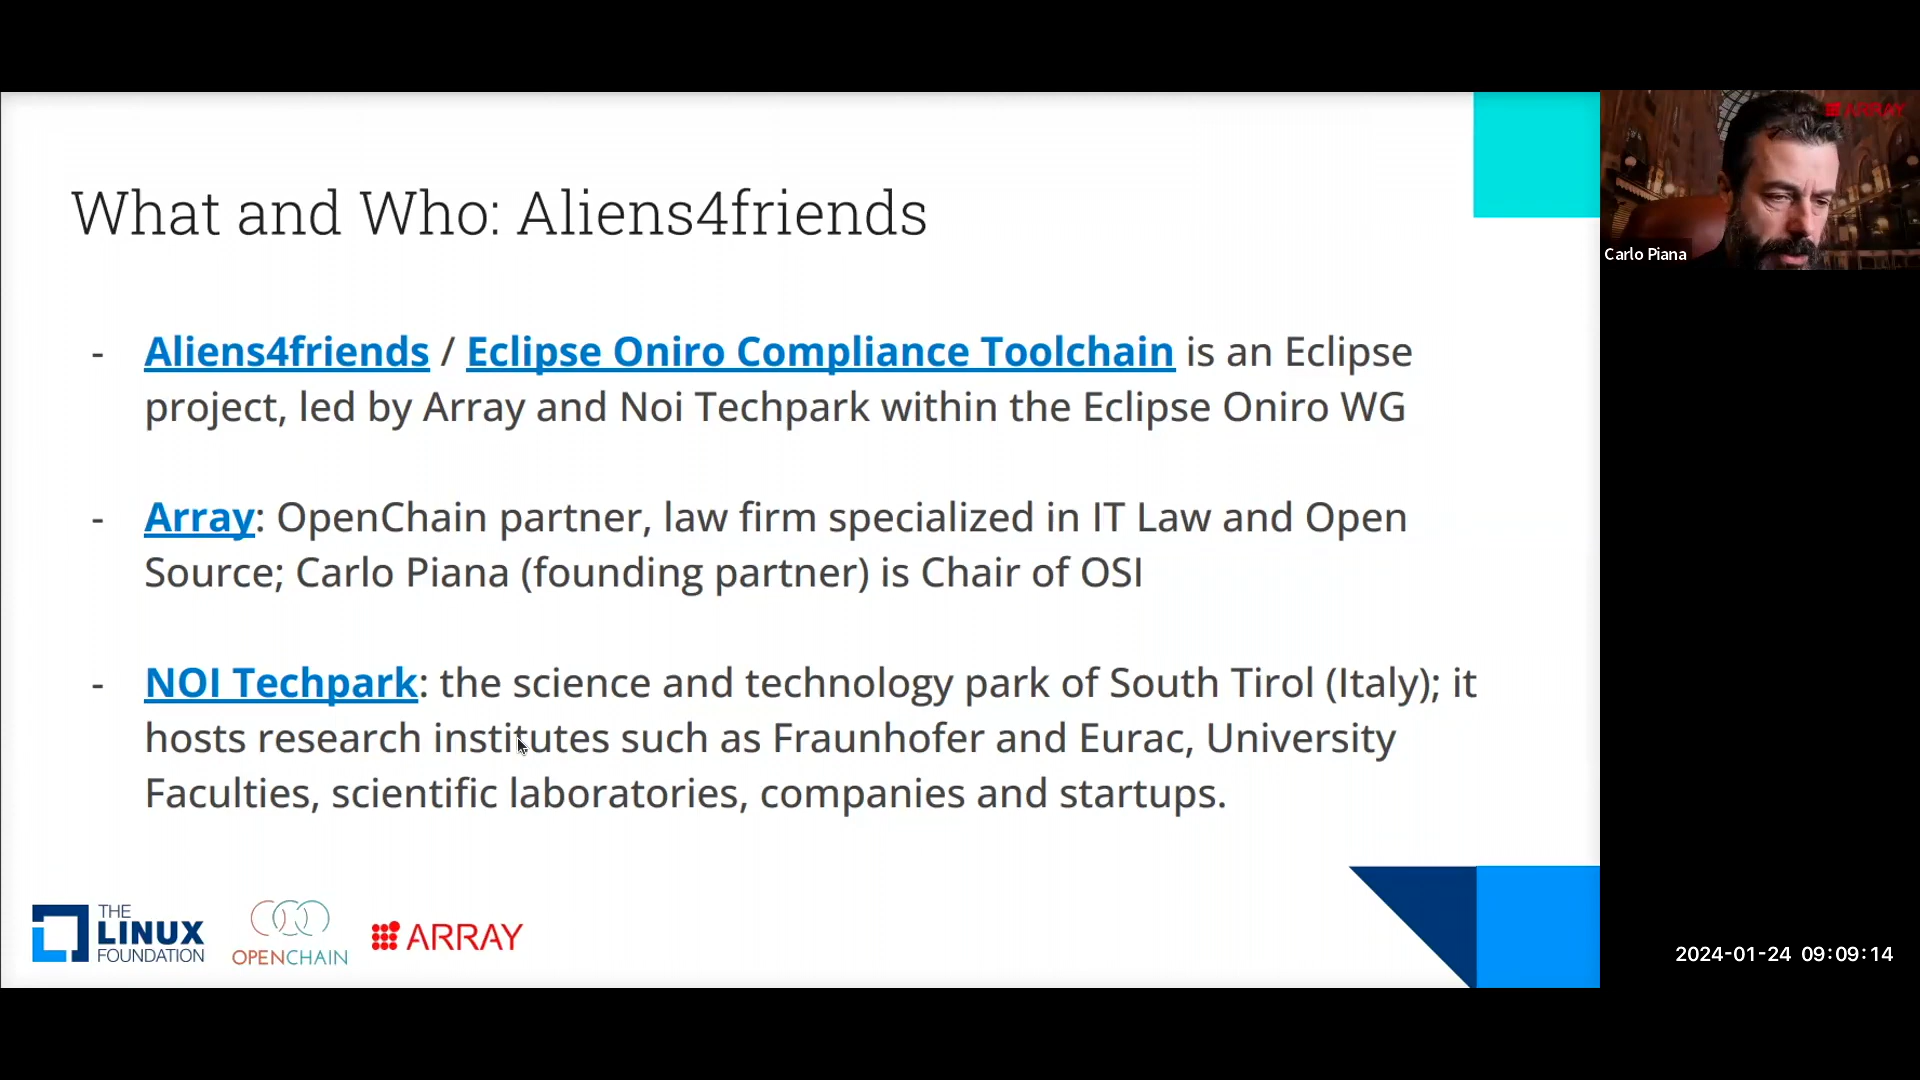 What and Who: Aliens4friends
- Aliens4friends / Eclipse Oniro Compliance Toolchain is an Eclipse
project, led by Array and Noi Techpark within the Eclipse Oniro WG
- Array: OpenChain partner, law firm specialized in IT Law and Open
Source; Carlo Piana (founding partner) is Chair of OSI
- NOI Techpark: the science and technology park of South Tirol (Italy); it
hosts research institutes such as Fraunhofer and Eurac, University
Faculties, scientific laboratories, companies and startups.
THE
LINUX
FOUNDATION
OPENCHAIN
ARRAY
ARRAY
Carlo Piana
2024-01-24 09:09:14